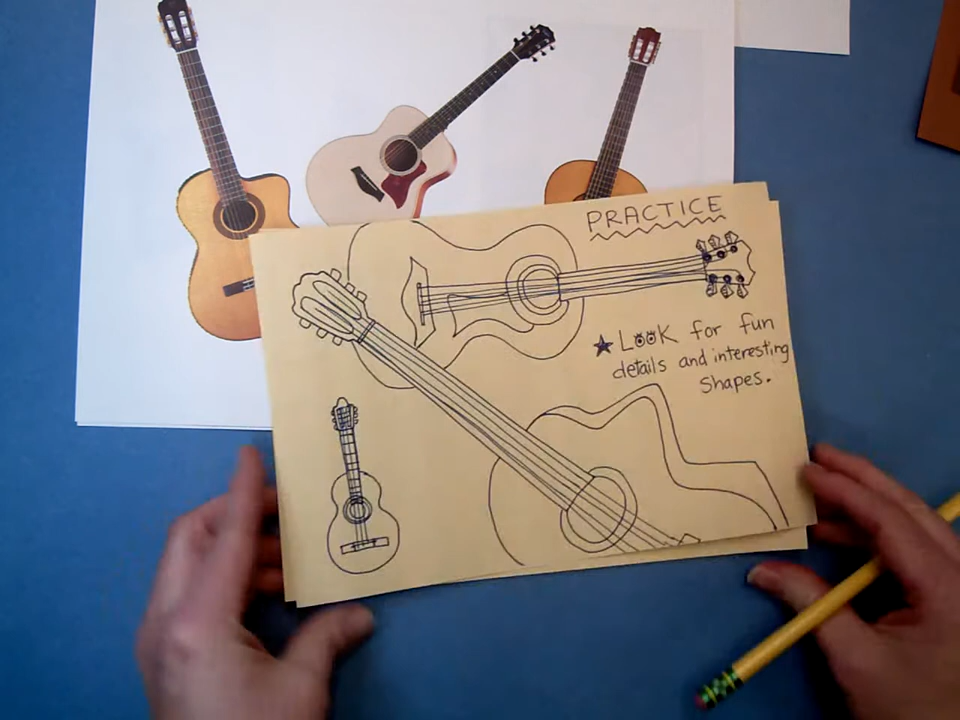 PRACTICE
★ LOOK for fun
details and interesting
shapes.